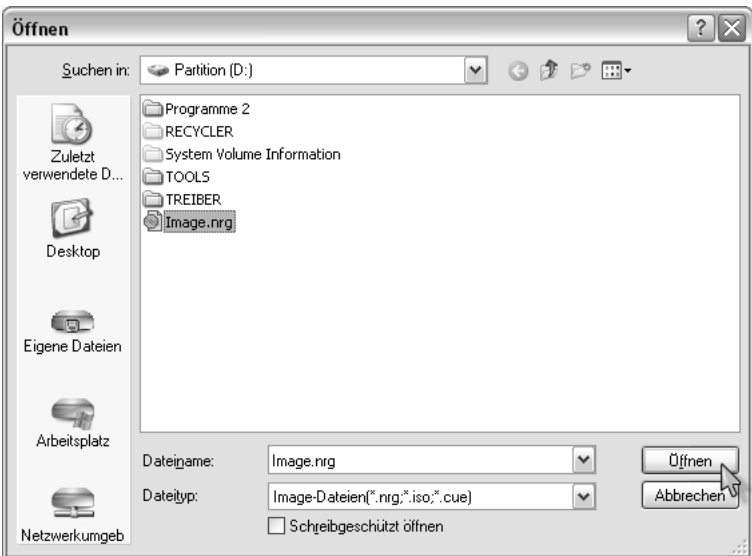 Öffnen
Suchen in: Partition (D:)
Zuletzt
verwendete D...
Desktop
Eigene Dateien
Arbeitsplatz
Netzwerkumgeb
Programme 2
RECYCLER
System Volume Information
TOOLS
TREIBER
Image.nrg
Dateiname: Image.nrg Öffnen
Dateityp: Image-Dateien(*.nrg;*.iso;*.cue) Abbrechen
Schreibgeschützt öffnen